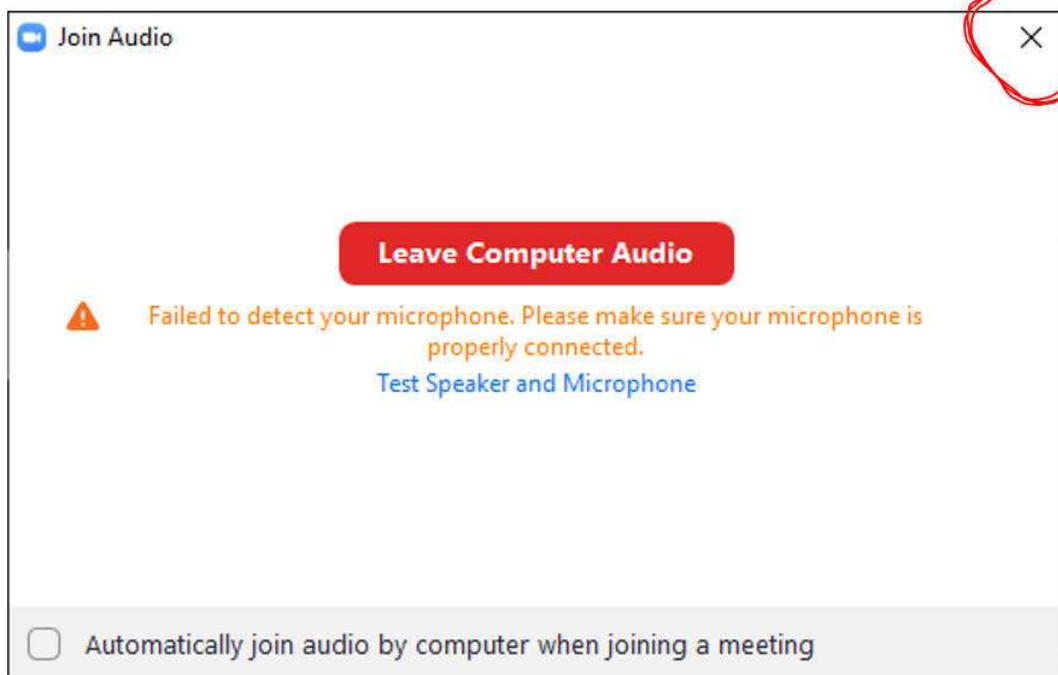 Join Audio
Leave Computer Audio
Failed to detect your microphone. Please make sure your microphone is
properly connected.
Test Speaker and Microphone
Automatically join audio by computer when joining a meeting